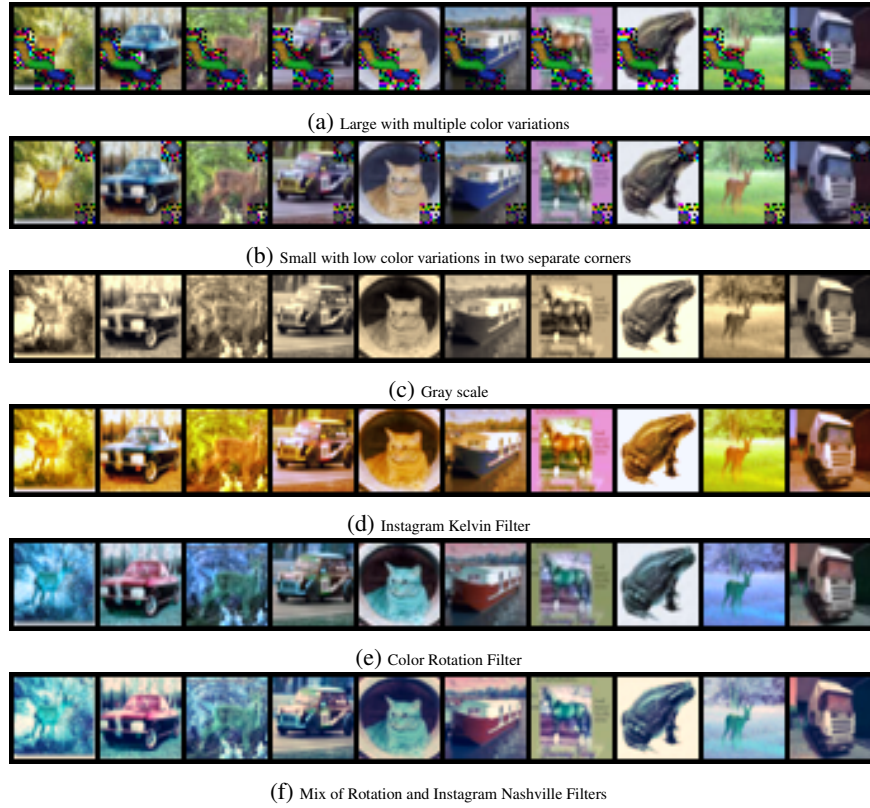 (a) Large with multiple color variations
(b) Small with low color variations in two separate corners
(c) Gray scale
(d) Instagram Kelvin Filter
(e) Color Rotation Filter
(f) Mix of Rotation and Instagram Nashville Filters